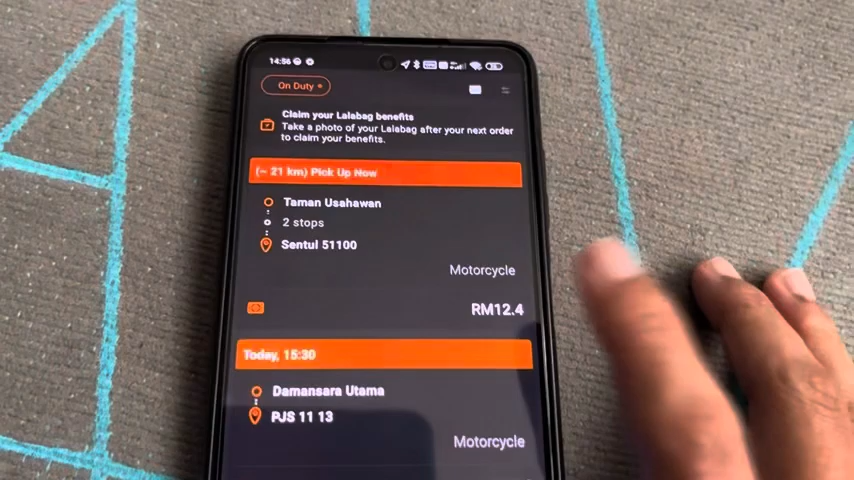 14:56
On Duty
Claim your Lalabag benefits
Take a photo of your Lalabag after your next order
to claim your benefits.
(~ 21 km) Pick Up Now
Taman Usahawan
2 stops
Sentul 51100
Motorcycle
RM12.4
Today, 15:30
Damansara Utama
PJS 11 13
Motorcycle